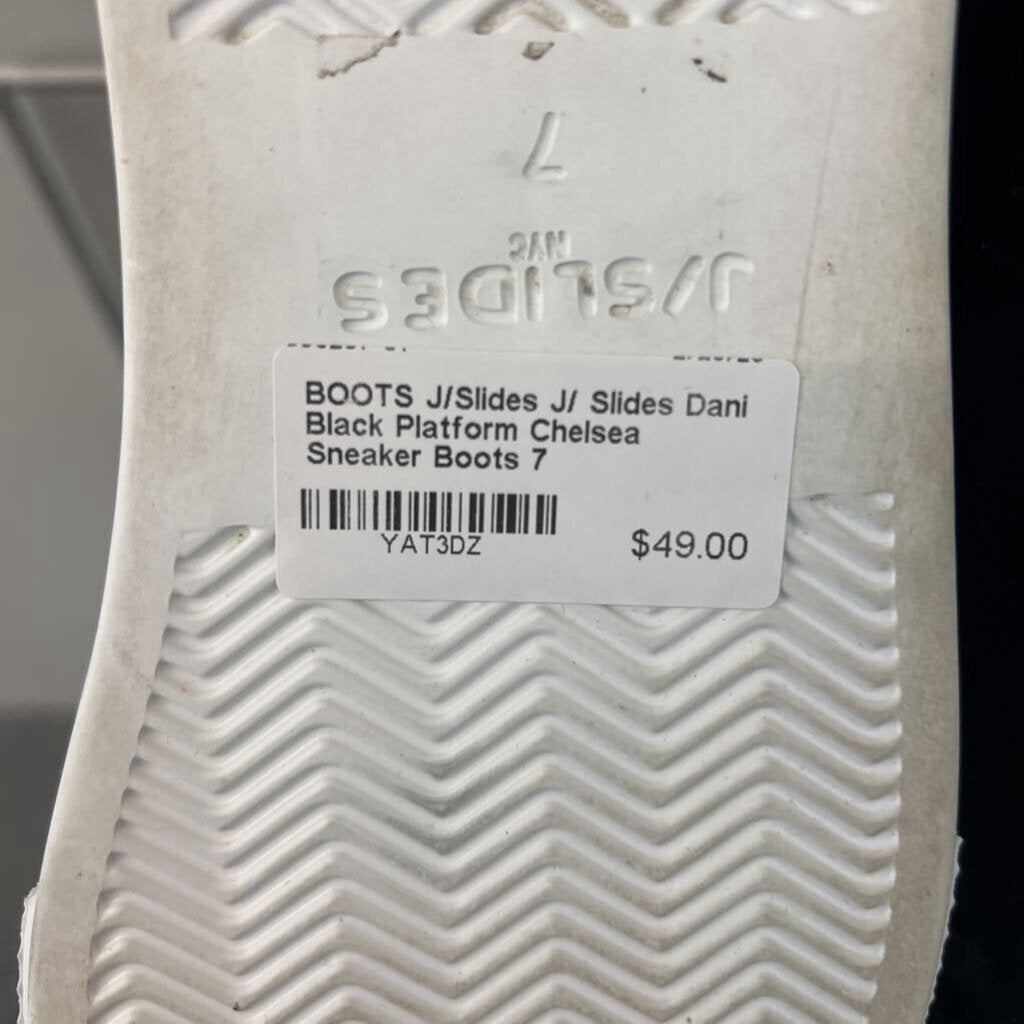 7
NYC
J/SLIDES
BOOTS J/Slides J/ Slides Dani
Black Platform Chelsea
Sneaker Boots 7
YAT3DZ
$49.00